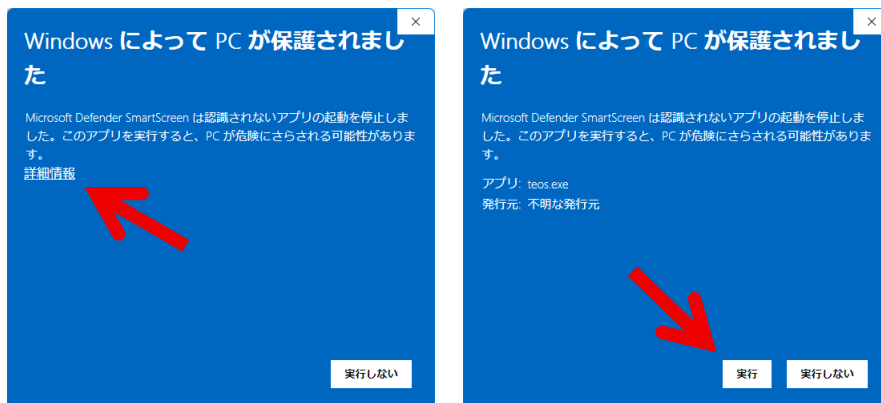 Windows によって PC が保護されまし
た
Microsoft Defender SmartScreen は認識されないアプリの起動を停止しま
した。このアプリを実行すると、PC が危険にさらされる可能性がありま
す。
詳細情報
実行しない
Windows によって PC が保護されまし
た
Microsoft Defender SmartScreen は認識されないアプリの起動を停止しま
した。このアプリを実行すると、PC が危険にさらされる可能性がありま
す。
アプリ: teos.exe
発行元: 不明な発行元
実行
実行しない